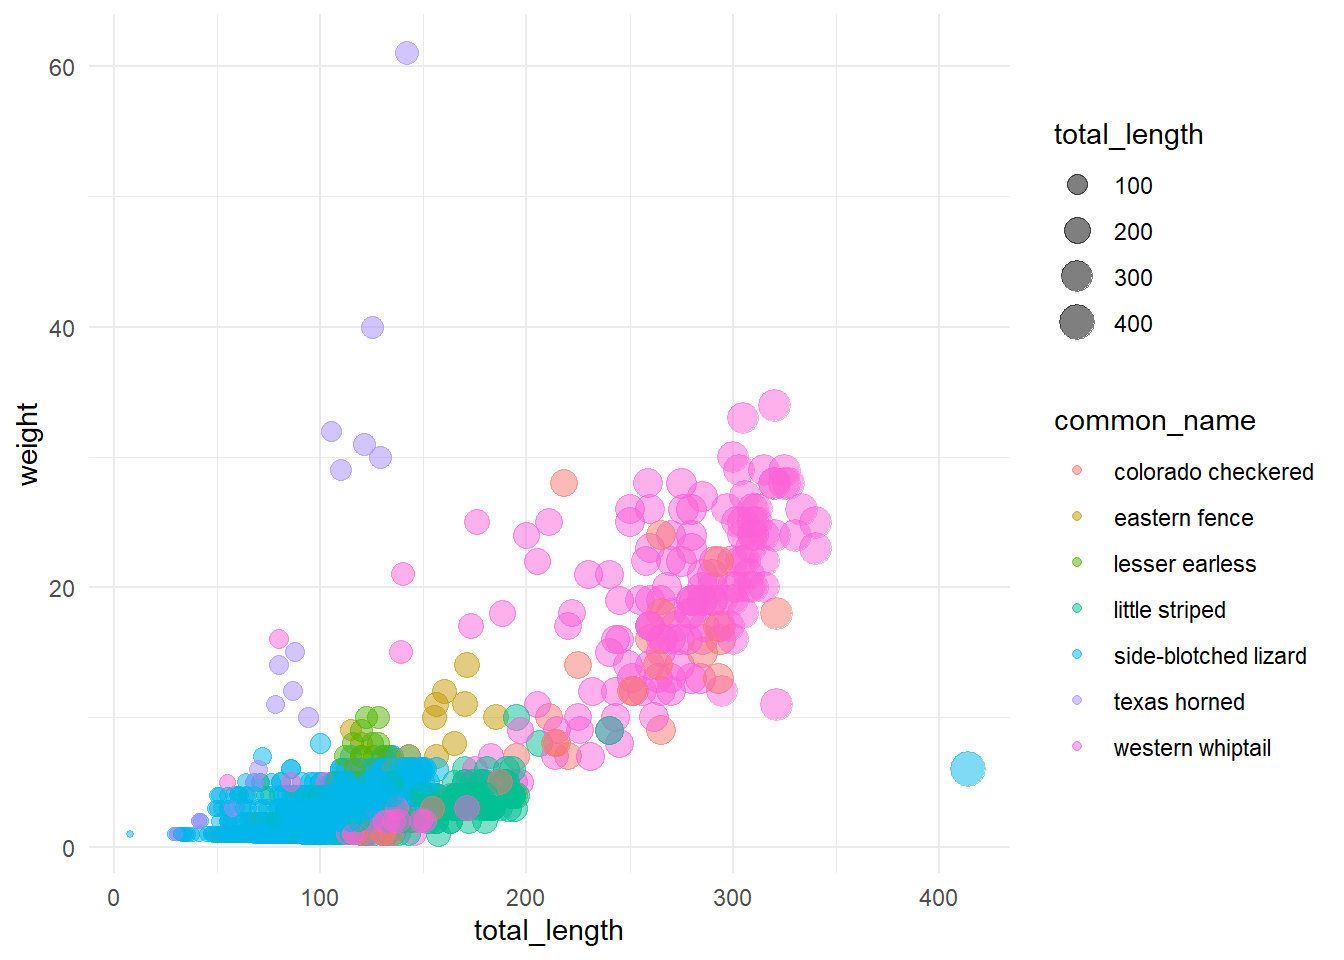 60
40
20
0
weight
0
100
200
300
400
total_length
total_length
100
200
300
400
common_name
colorado checkered
eastern fence
lesser earless
little striped
side-blotched lizard
texas horned
western whiptail